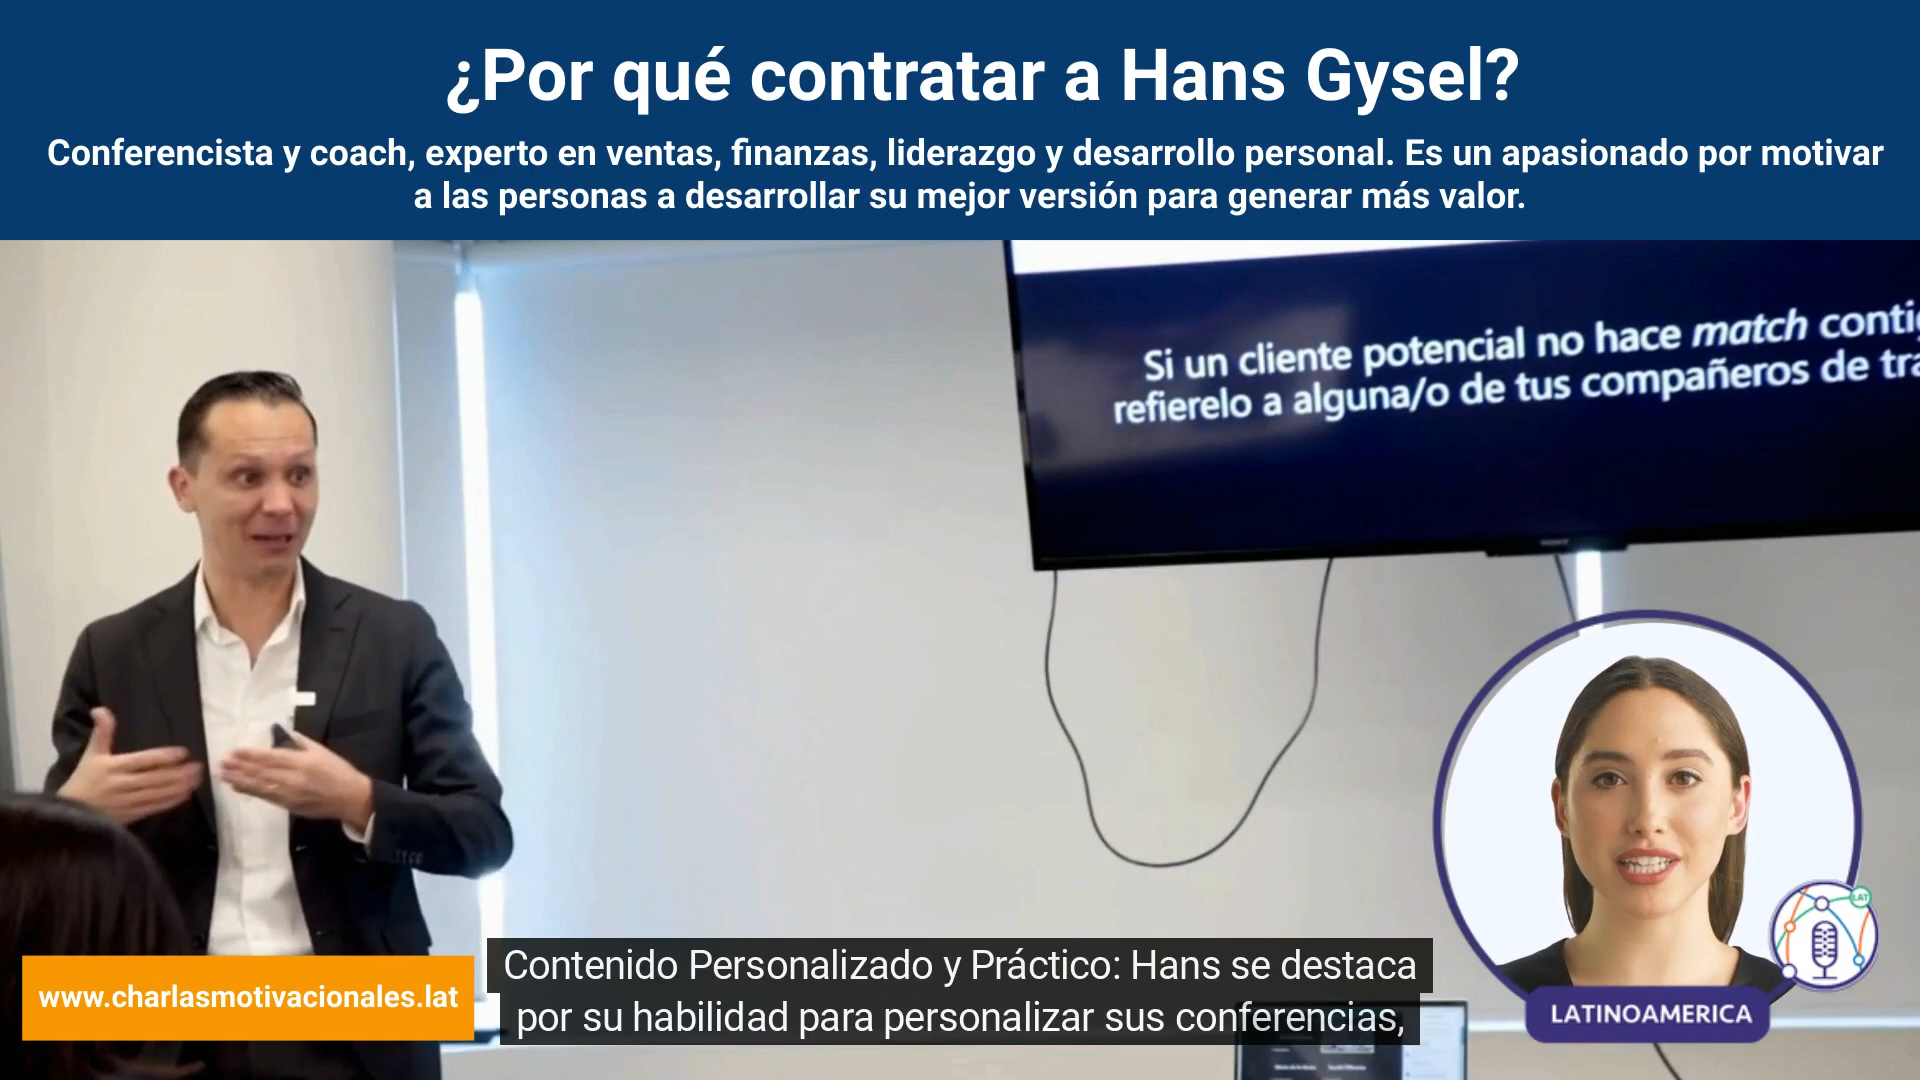 ¿Por qué contratar a Hans Gysel?
Conferencista y coach, experto en ventas, finanzas, liderazgo y desarrollo personal. Es un apasionado por motivar
a las personas a desarrollar su mejor versión para generar más valor.
Si un cliente potencial no hace match
refierelo a alguna/o de tus compañeros de
LAT
www.charlasmotivacionales.lat
Contenido Personalizado y Práctico: Hans se destaca
por su habilidad para personalizar sus conferencias,
LATINOAMERICA